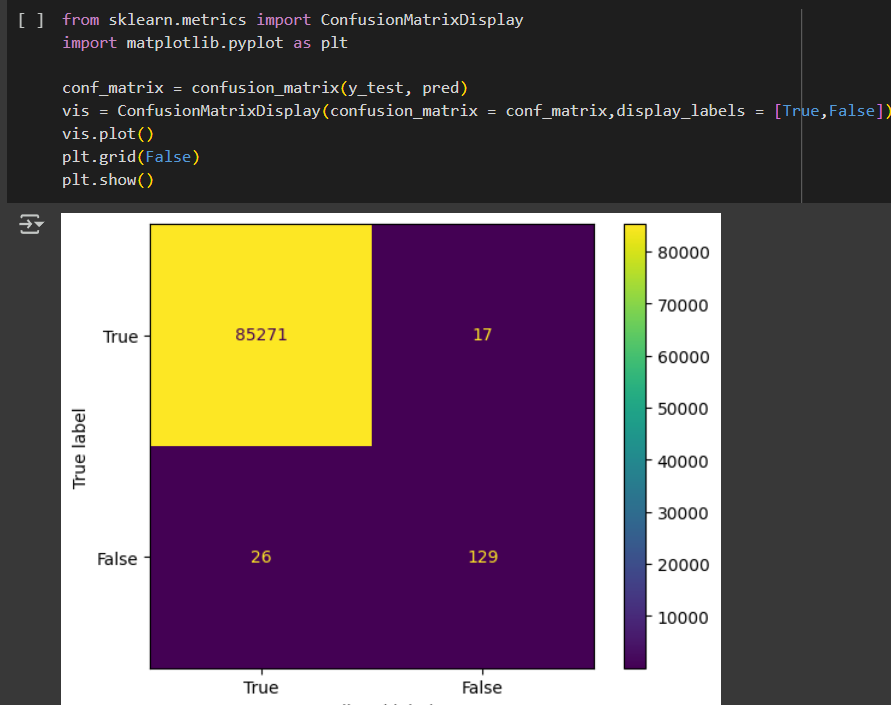 [ ] from sklearn.metrics import ConfusionMatrixDisplay
import matplotlib.pyplot as plt
conf_matrix = confusion_matrix(y_test, pred)
vis = ConfusionMatrixDisplay(confusion_matrix = conf_matrix,display_labels = [True,False])
vis.plot()
plt.grid(False)
plt.show()
80000
85271 17
True
70000
60000
50000
True label
40000
30000
26 129
False
20000
10000
True False